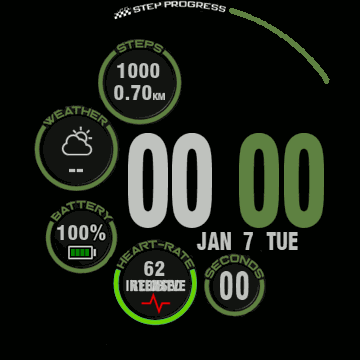 STEP PROGRESS
STEPS
1000
0.70KM
WEATHER
--
00 00
BATTERY
100%
JAN 7 TUE
HEART-RATE
62
SECONDS
00